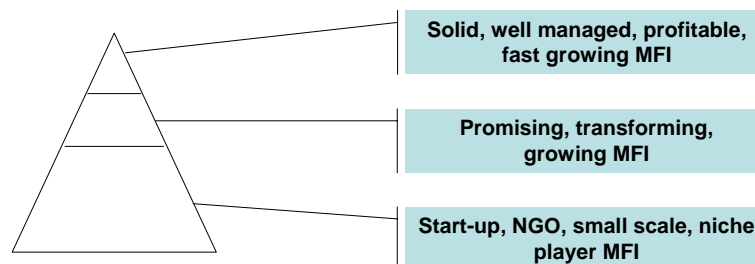 Solid, well managed, profitable,
fast growing MFI
Promising, transforming,
growing MFI
Start-up, NGO, small scale, niche
player MFI